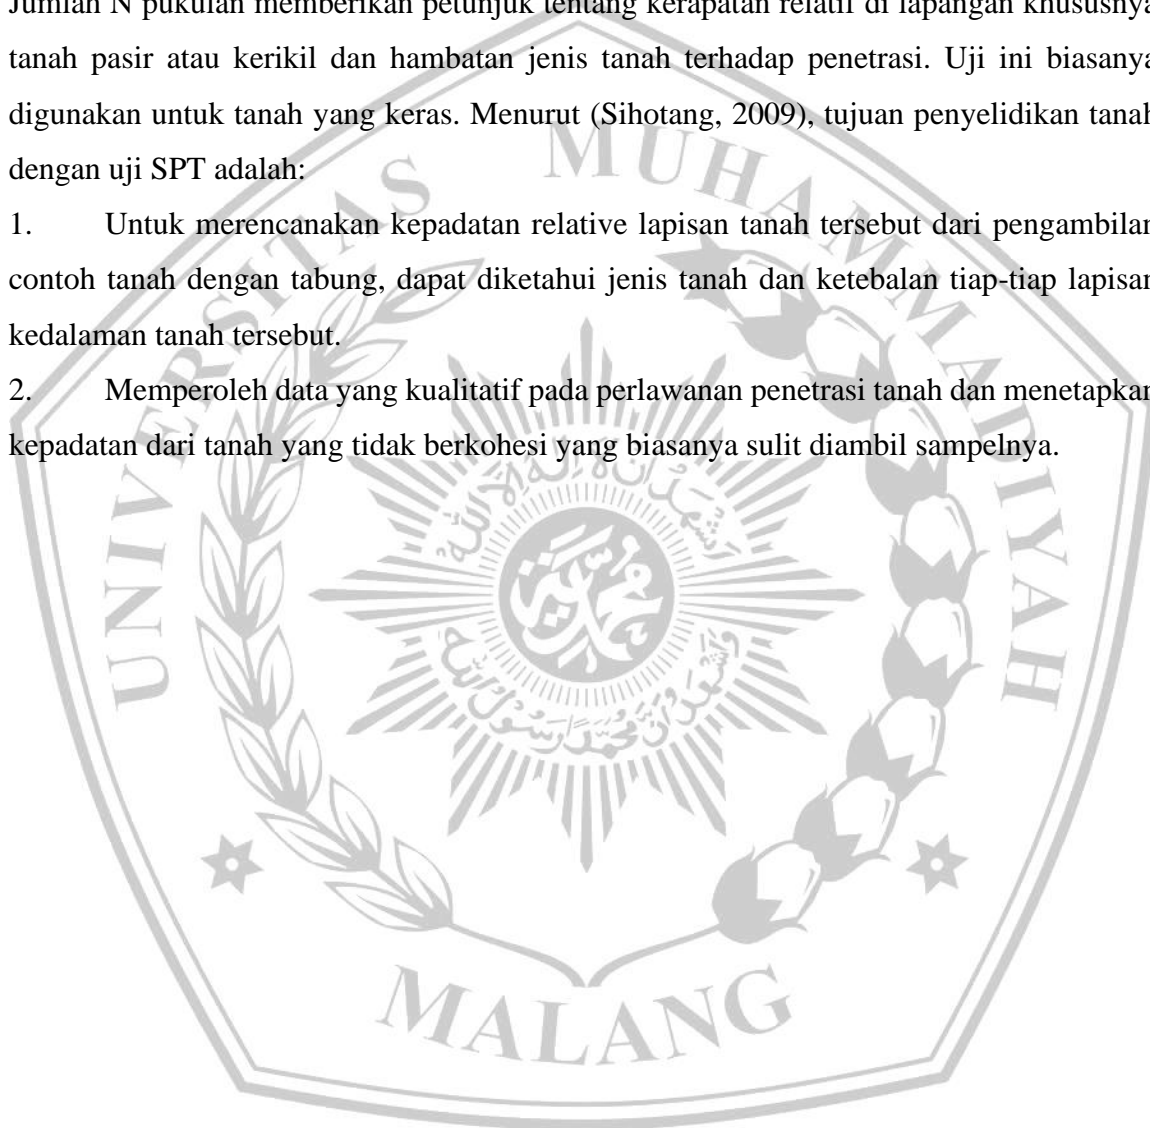 Jumlah N pukulan memberikan petunjuk tentang kerapatan relatif di lapangan khususnya
tanah pasir atau kerikil dan hambatan jenis tanah terhadap penetrasi. Uji ini biasanya
digunakan untuk tanah yang keras. Menurut (Sihotang, 2009), tujuan penyelidikan tanah
dengan uji SPT adalah:
1. Untuk merencanakan kepadatan relative lapisan tanah tersebut dari pengambilan
contoh tanah dengan tabung, dapat diketahui jenis tanah dan ketebalan tiap-tiap lapisan
kedalaman tanah tersebut.
2. Memperoleh data yang kualitatif pada perlawanan penetrasi tanah dan menetapkan
kepadatan dari tanah yang tidak berkohesi yang biasanya sulit diambil sampelnya.
UNIVERSITAS MUHAMMADIYAH
MALANG